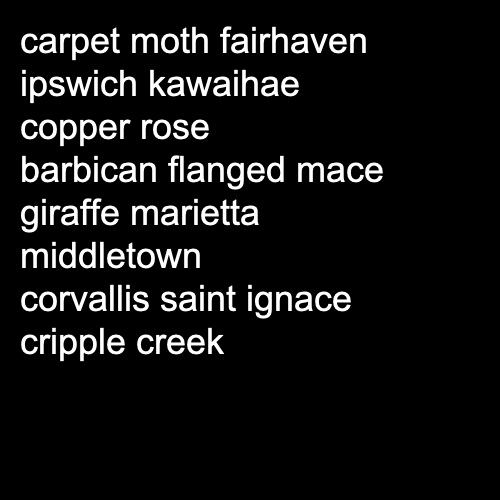 carpet moth fairhaven
ipswich kawaihae
copper rose
barbican flanged mace
giraffe marietta
middletown
corvallis saint ignace
cripple creek